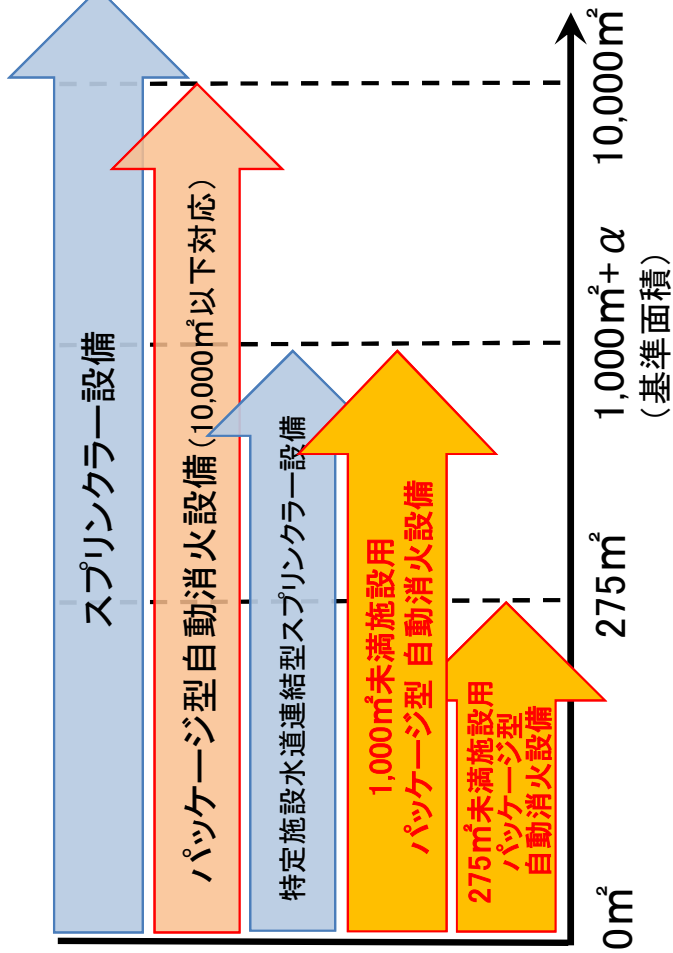 スプリンクラー設備
パッケージ型自動消火設備（10,000㎡以下対応）
特定施設水道連結型スプリンクラー設備
1,000㎡未満施設用
パッケージ型 自動消火設備
275㎡未満施設用
パッケージ型
自動消火設備
0㎡
275㎡
1,000㎡+α
（基準面積）
10,000㎡